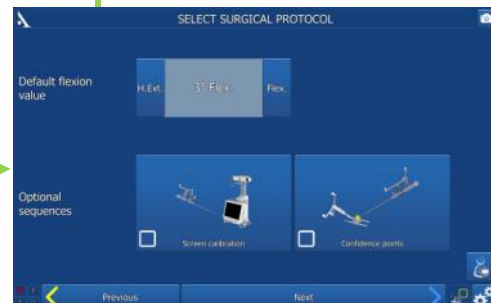 SELECT SURGICAL PROTOCOL
Default flexion
value
H.Ext.
3° Flex.
Flex.
Optional
sequences
Screen calibration
Confidence points
Previous
Next